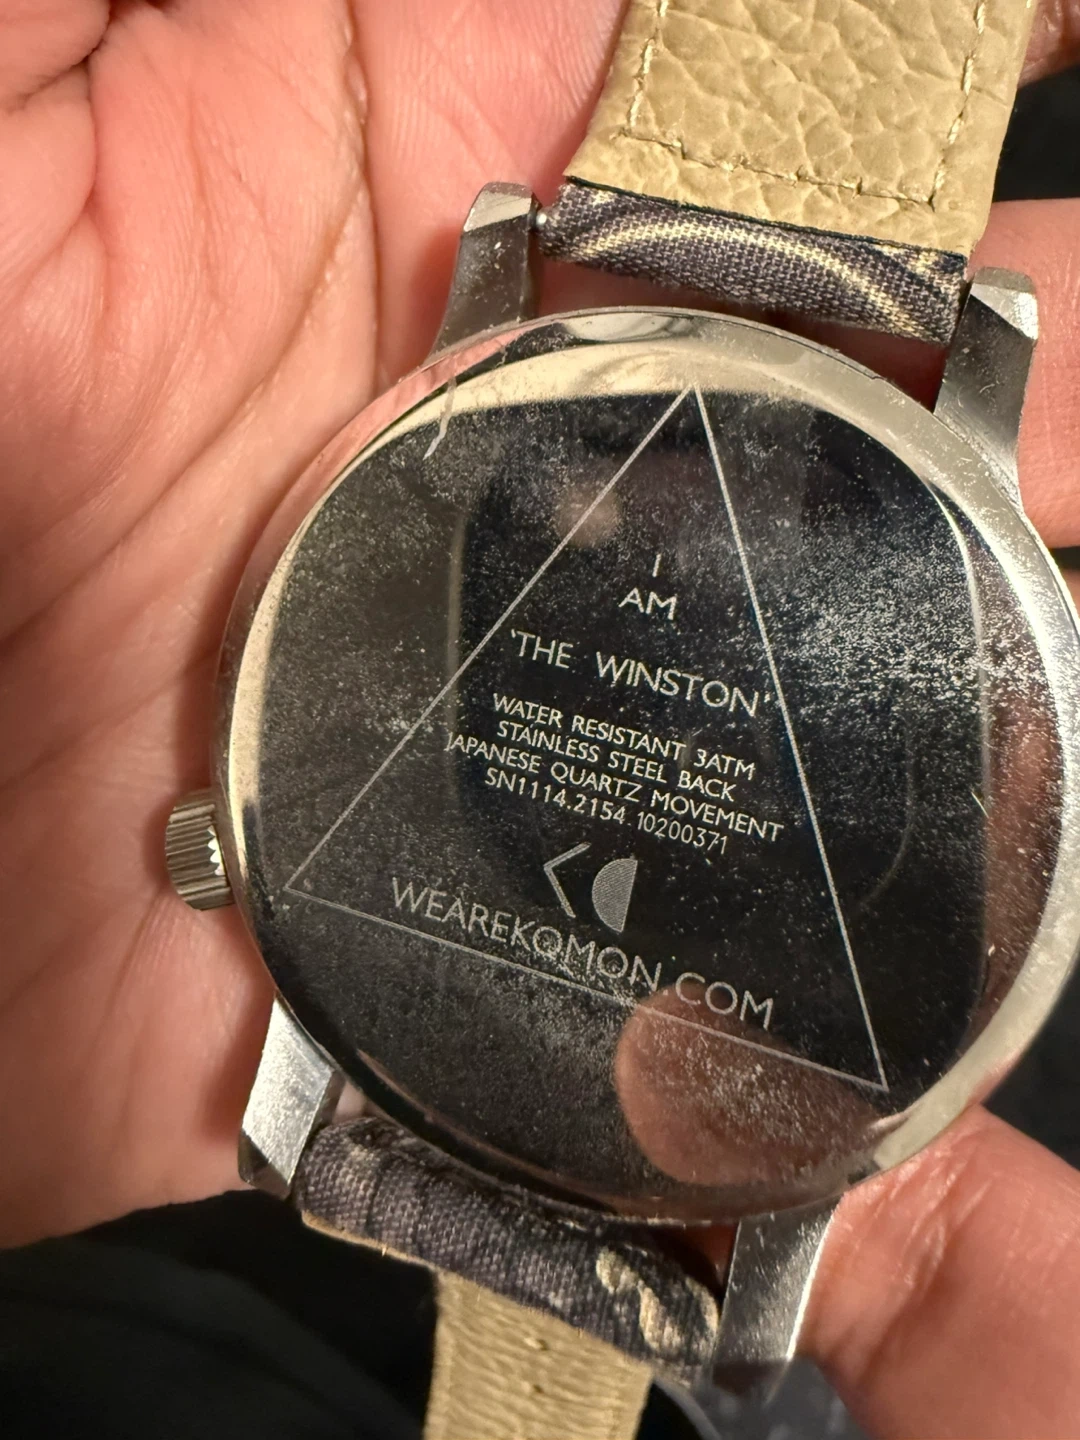 I
AM
'THE WINSTON'
WATER RESISTANT 3ATM
STAINLESS STEEL BACK
JAPANESE QUARTZ MOVEMENT
SN1114.2154.10200371
WEAREKOMON.COM